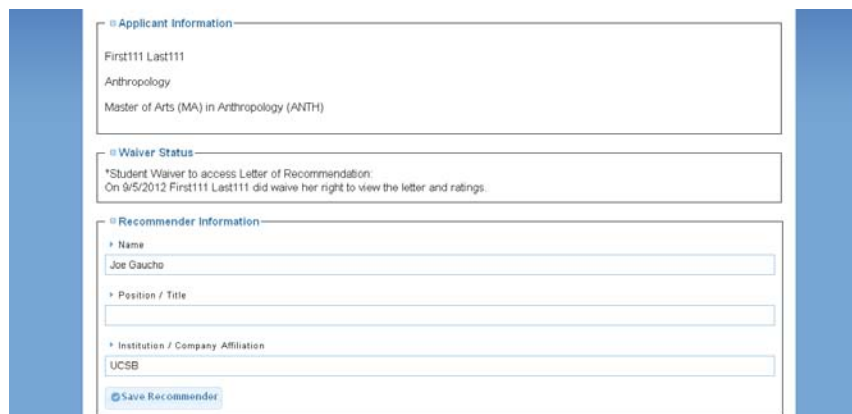 Applicant Information
First111 Last111
Anthropology
Master of Arts (MA) in Anthropology (ANTH)
Waiver Status
*Student Waiver to access Letter of Recommendation:
On 9/5/2012 First111 Last111 did waive her right to view the letter and ratings.
Recommender Information
Name
Joe Gaucho
Position / Title
Institution / Company Affiliation
UCSB
Save Recommender